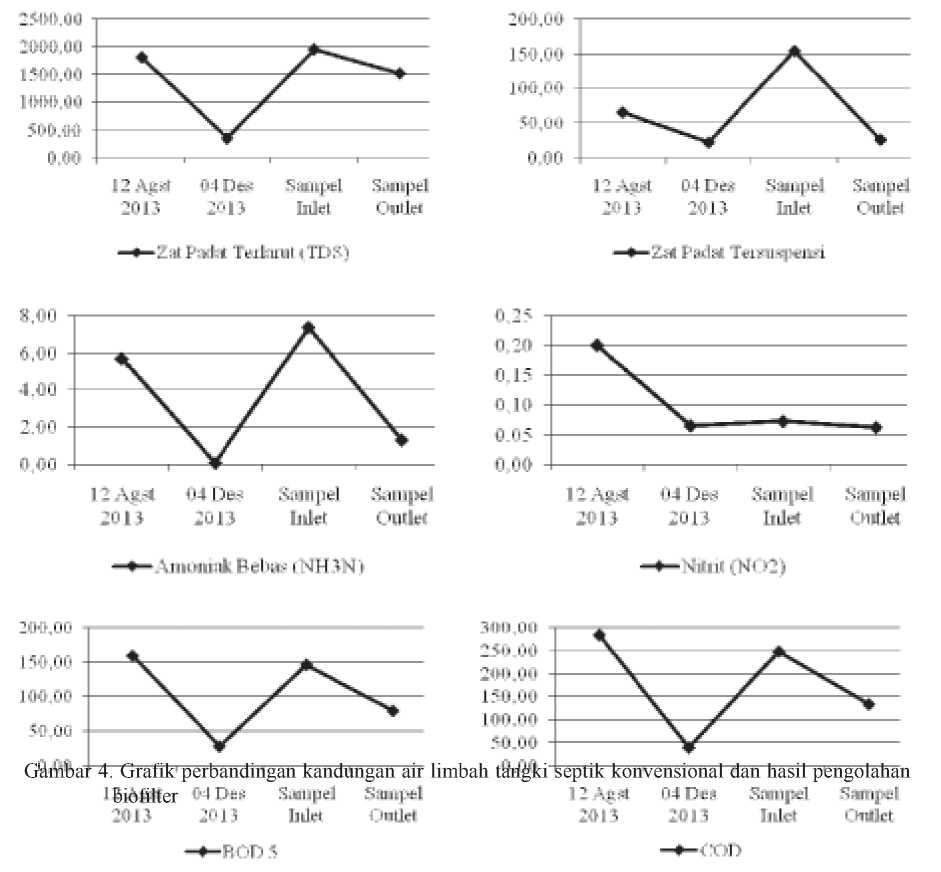 2500,00
2000,00
1500,00
1000,00
500,00
0,00
12 Agst 2013
04 Des 2013
Sampel Inlet
Sampel Outlet
Zat Padat Terlarut (TDS)
200,00
150,00
100,00
50,00
0,00
12 Agst 2013
04 Des 2013
Sampel Inlet
Sampel Outlet
Zat Padat Tersuspensi
8,00
6,00
4,00
2,00
0,00
12 Agst 2013
04 Des 2013
Sampel Inlet
Sampel Outlet
Amoniak Bebas (NH3N)
0,25
0,20
0,15
0,10
0,05
0,00
12 Agst 2013
04 Des 2013
Sampel Inlet
Sampel Outlet
Nitrit (NO2)
200,00
150,00
100,00
50,00
0,00
12 Agst 2013
04 Des 2013
Sampel Inlet
Sampel Outlet
BOD 5
300,00
250,00
200,00
150,00
100,00
50,00
0,00
12 Agst 2013
04 Des 2013
Sampel Inlet
Sampel Outlet
COD
Gambar 4. Grafik perbandingan kandungan air limbah tangki septik konvensional dan hasil pengolahan
biofilter